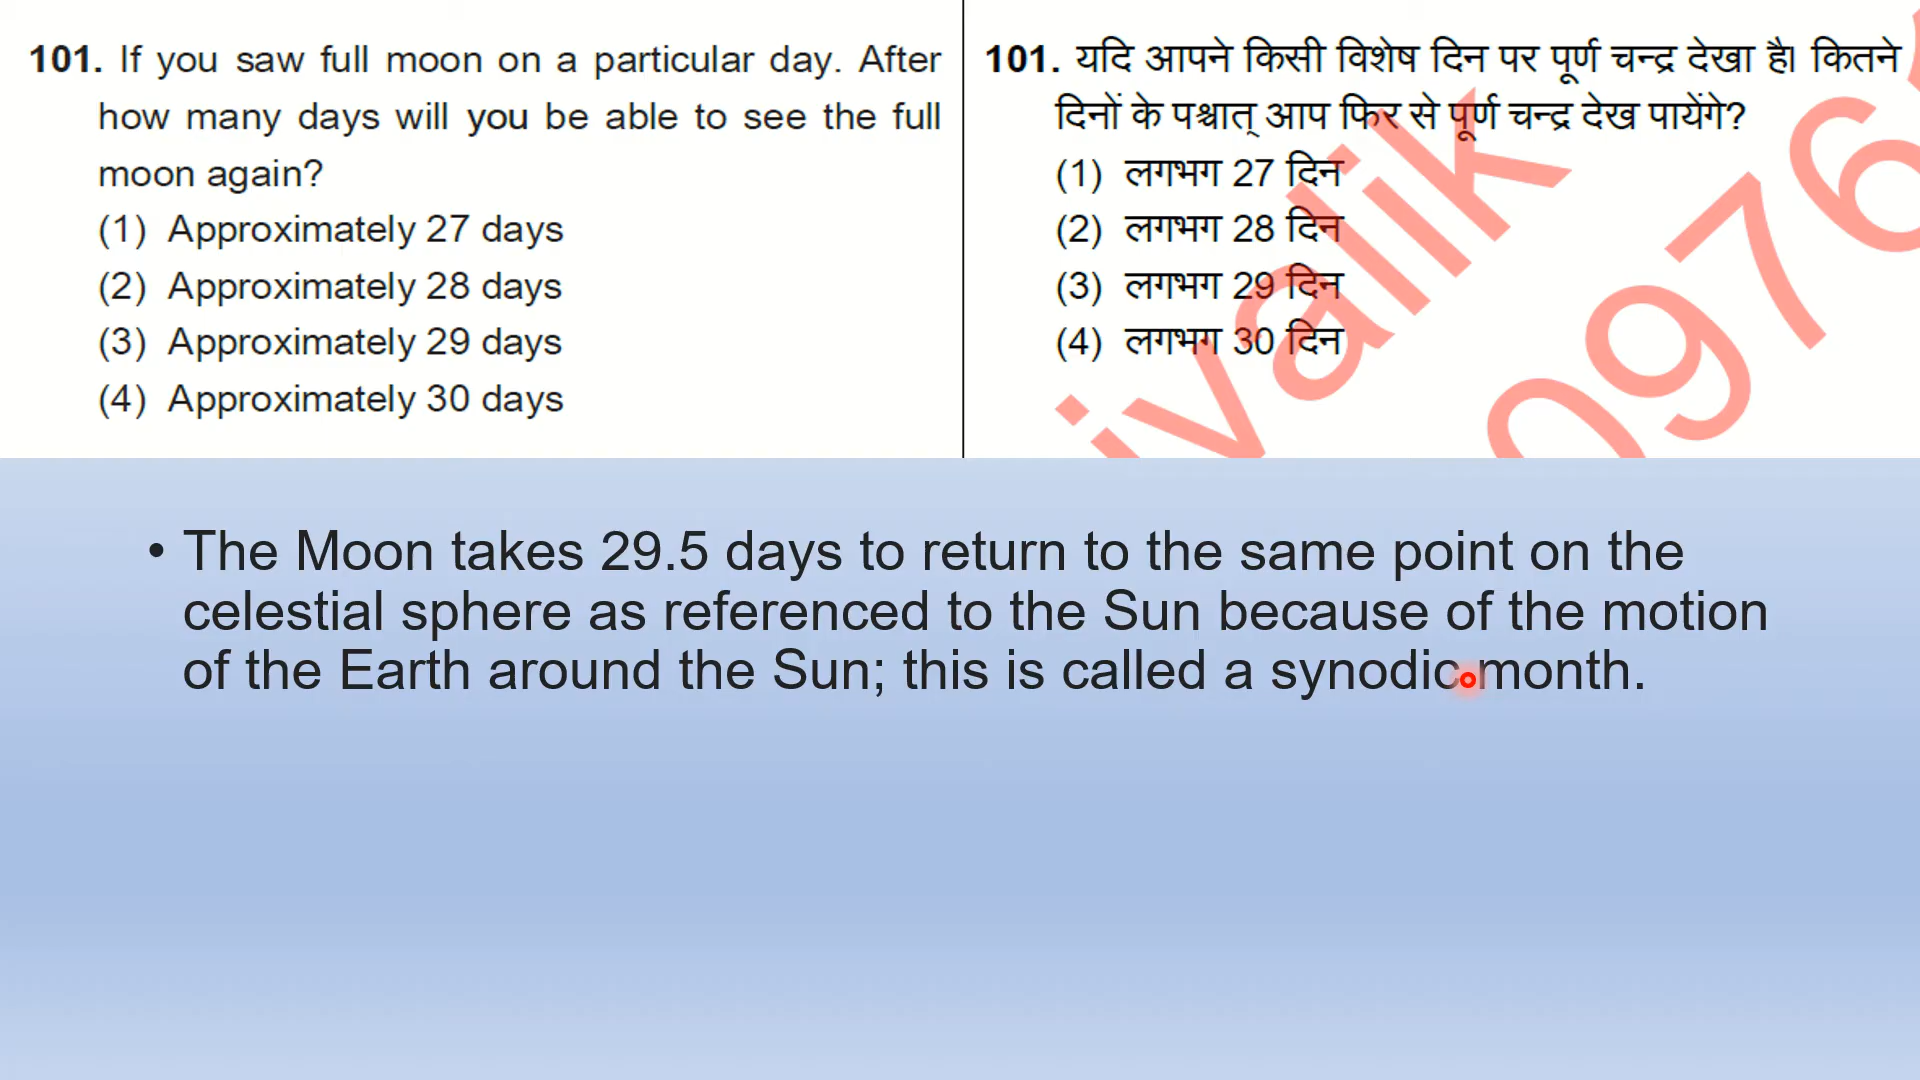 101. If you saw full moon on a particular day. After
how many days will you be able to see the full
moon again?
(1) Approximately 27 days
(2) Approximately 28 days
(3) Approximately 29 days
(4) Approximately 30 days
101. यदि आपने किसी विशेष दिन पर पूर्ण चन्द्र देखा है। कितने
दिनों के पश्चात् आप फिर से पूर्ण चन्द्र देख पायेंगे?
(1) लगभग 27 दिन
(2) लगभग 28 दिन
(3) लगभग 29 दिन
(4) लगभग 30 दिन
ivalik
0976
• The Moon takes 29.5 days to return to the same point on the
celestial sphere as referenced to the Sun because of the motion
of the Earth around the Sun; this is called a synodic month.